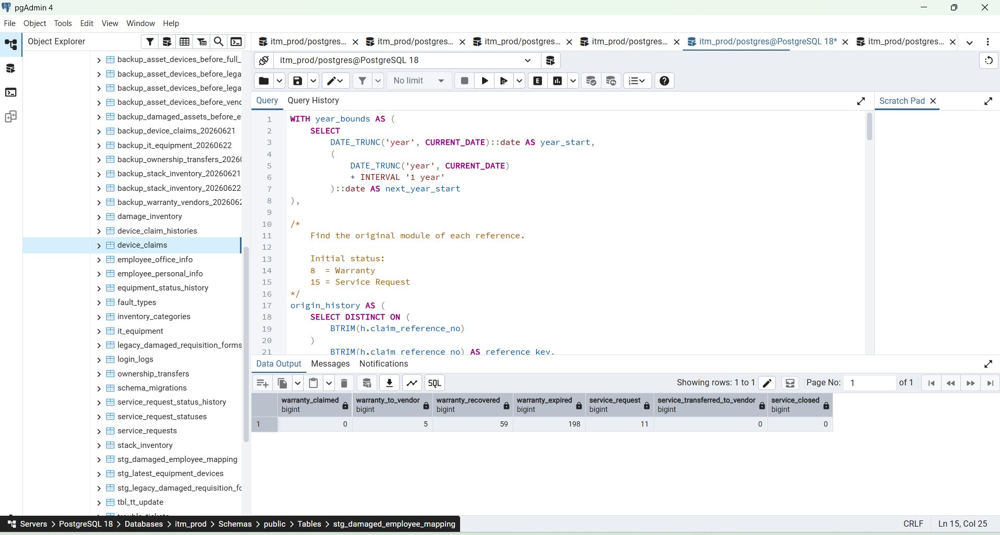 pgAdmin 4
File Object Tools Edit View Window Help
Object Explorer
itm_prod/postgres... itm_prod/postgres... itm_prod/postgres... itm_prod/postgres... itm_prod/postgres@PostgreSQL 18* itm_prod/postgres...
itm_prod/postgres@PostgreSQL 18
No limit
E
Query Query History
Scratch Pad
backup_asset_devices_before_full_
backup_asset_devices_before_lega
backup_asset_devices_before_lega
backup_asset_devices_before_venc
backup_damaged_assets_before_e
backup_device_claims_20260621
backup_it_equipment_20260622
backup_ownership_transfers_2026(
backup_stack_inventory_20260621
backup_stack_inventory_20260622
backup_warranty_vendors_2026062
damage_inventory
device_claim_histories
device_claims
employee_office_info
employee_personal_info
equipment_status_history
fault_types
inventory_categories
it_equipment
legacy_damaged_requisition_forms
login_logs
ownership_transfers
schema_migrations
service_request_status_history
service_request_statuses
service_requests
stack_inventory
stg_damaged_employee_mapping
stg_latest_equipment_devices
stg_legacy_damaged_requisition_fo
tbl_tt_update
1 WITH year_bounds AS (
2 SELECT
3 DATE_TRUNC('year', CURRENT_DATE)::date AS year_start,
4 (
5 DATE_TRUNC('year', CURRENT_DATE)
6 + INTERVAL '1 year'
7 )::date AS next_year_start
8 ),
9
10 /*
11 Find the original module of each reference.
12
13 Initial status:
14 8  = Warranty
15 15 = Service Request
16 */
17 origin_history AS (
18 SELECT DISTINCT ON (
19 BTRIM(h.claim_reference_no)
20 )
21 BTRIM(h.claim_reference_no) AS reference_key,
Data Output Messages Notifications
SQL
Showing rows: 1 to 1 Page No: 1 of 1
warranty_claimed warranty_to_vendor warranty_recovered warranty_expired service_request service_transferred_to_vendor service_closed
bigint bigint bigint bigint bigint bigint bigint
1 0 5 59 198 11 0 0
Servers > PostgreSQL 18 > Databases > itm_prod > Schemas > public > Tables > stg_damaged_employee_mapping
CRLF Ln 15, Col 25